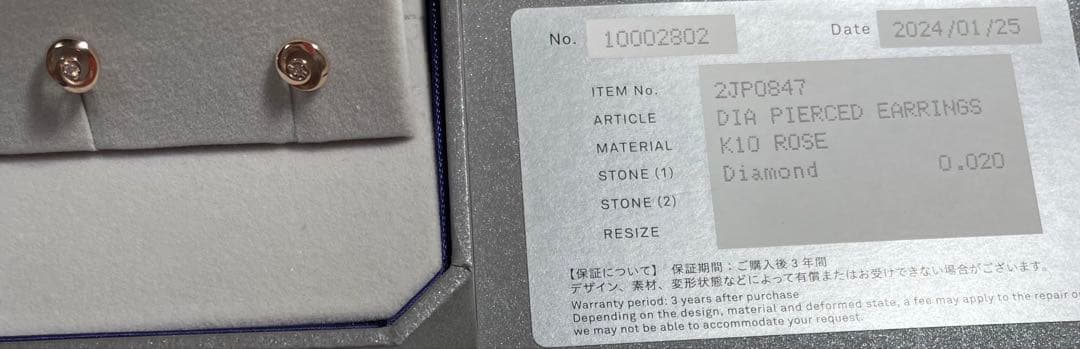 No. 10002802 Date 2024/01/25
ITEM No. 2JP0847
ARTICLE DIA PIERCED EARRINGS
MATERIAL K10 ROSE
STONE (1) Diamond 0.020
STONE (2)
RESIZE
【保証について】 保証期間:ご購入後3年間
デザイン、素材、変形状態などによって有償またはお受けできない場合がございます。
Warranty period: 3 years after purchase
Depending on the design, material and deformed state, a fee may apply to the repair o
we may not be able to accommodate your request.